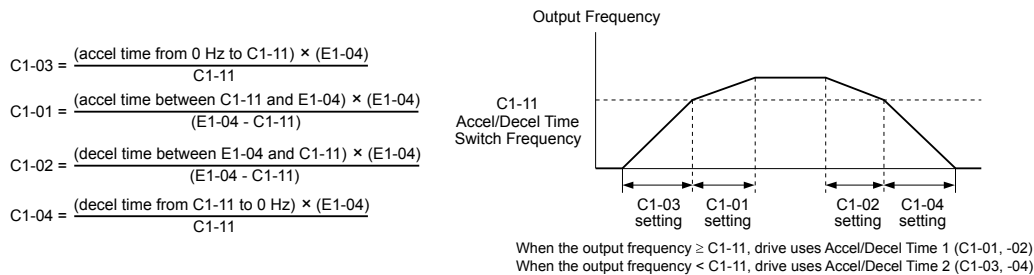 C1-03 = (accel time from 0 Hz to C1-11) × (E1-04)
C1-11
C1-01 = (accel time between C1-11 and E1-04) × (E1-04)
(E1-04 - C1-11)
C1-02 = (decel time between E1-04 and C1-11) × (E1-04)
(E1-04 - C1-11)
C1-04 = (decel time from C1-11 to 0 Hz) × (E1-04)
C1-11
Output Frequency
C1-11
Accel/Decel Time
Switch Frequency
C1-03 setting
C1-01 setting
C1-02 setting
C1-04 setting
When the output frequency ≥ C1-11, drive uses Accel/Decel Time 1 (C1-01, -02)
When the output frequency < C1-11, drive uses Accel/Decel Time 2 (C1-03, -04)